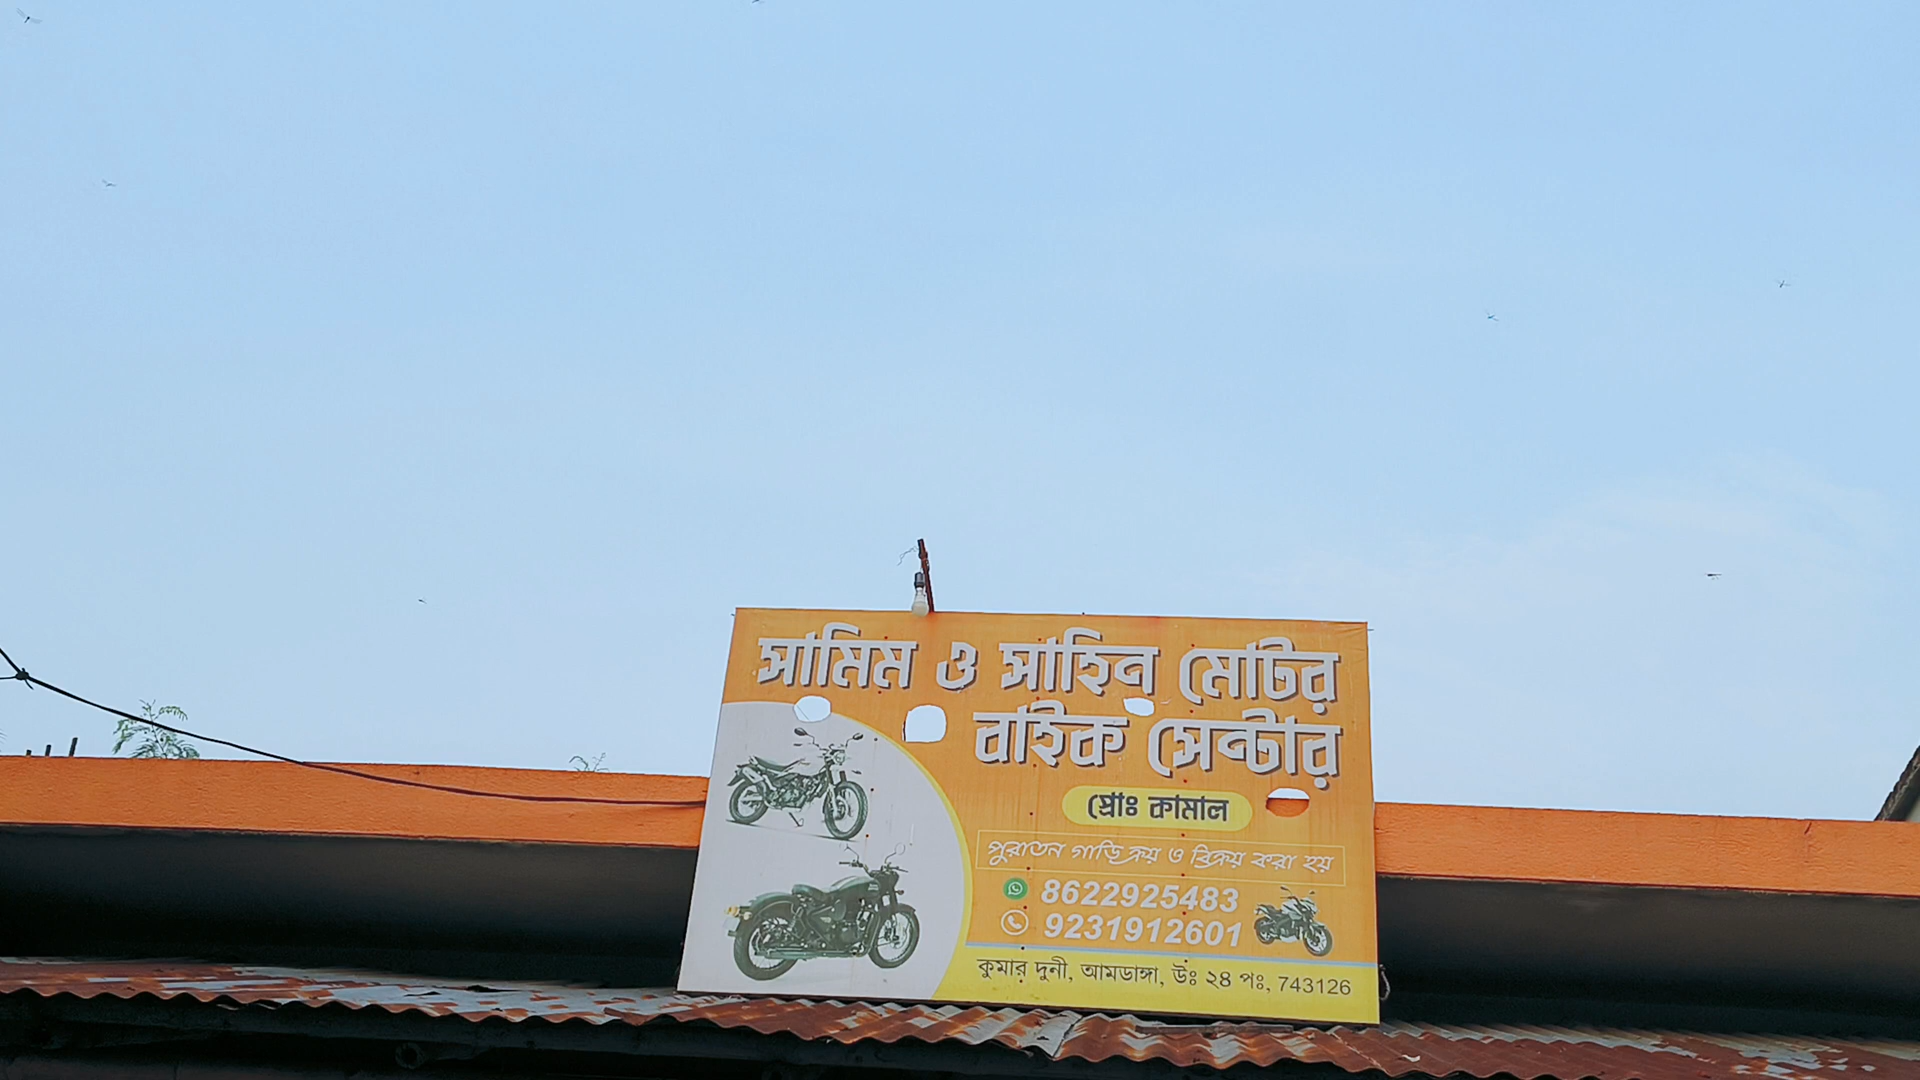 সামিম ও সাহিন মোটর
বাইক সেন্টার
প্রোঃ কামাল
পুরাতন গাড়ি ক্রয় ও বিক্রয় করা হয়
8622925483
9231912601
কুমার দুনী, আমডাঙ্গা, উঃ ২৪ পঃ, 743126